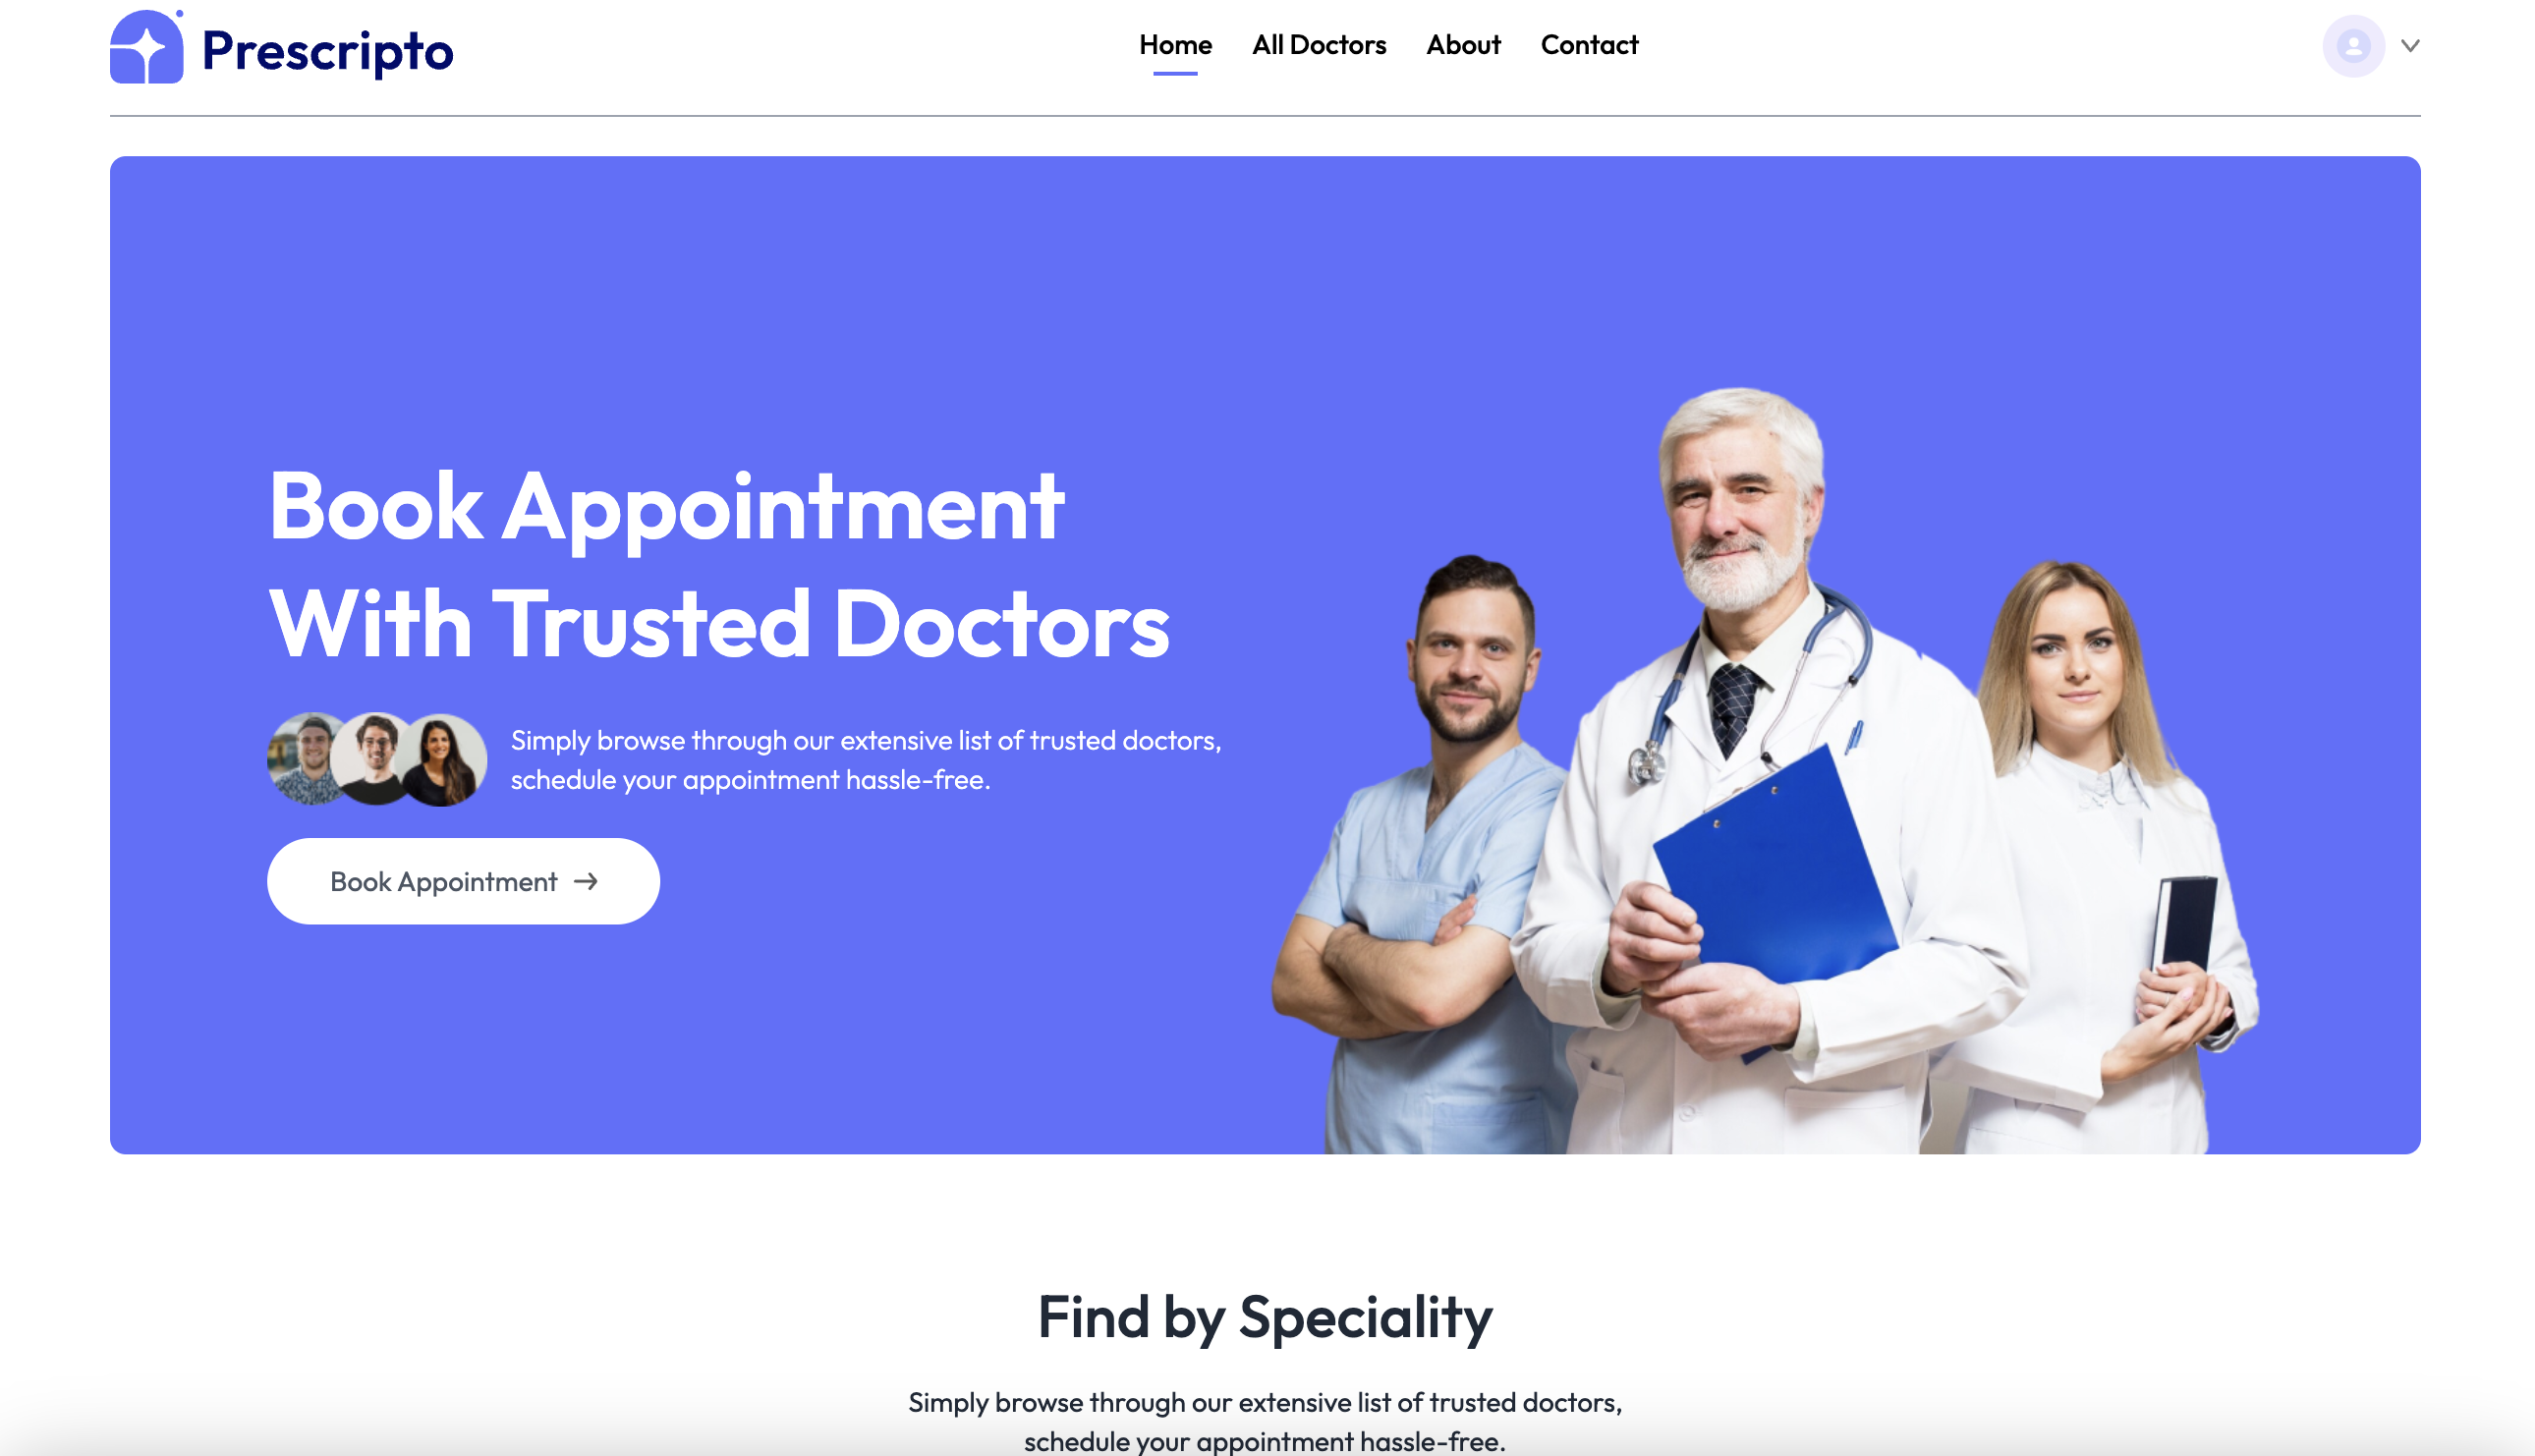 Prescripto
Home
All Doctors
About
Contact
Book Appointment
With Trusted Doctors
Simply browse through our extensive list of trusted doctors,
schedule your appointment hassle-free.
Book Appointment →
Find by Speciality
Simply browse through our extensive list of trusted doctors,
schedule your appointment hassle-free.